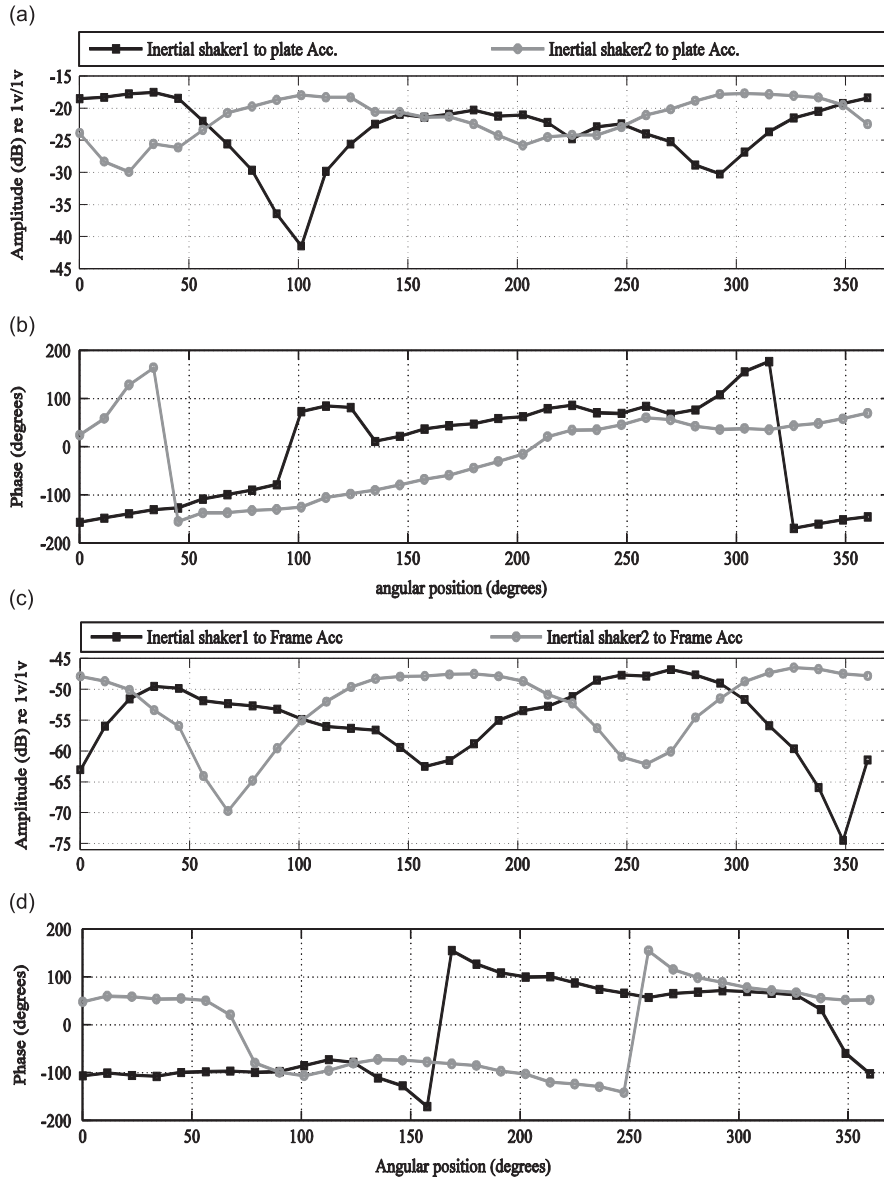 (a)
Inertial shaker1 to plate Acc. Inertial shaker2 to plate Acc.
-15
-20
-25
-30
-35
-40
-45
Amplitude (dB) re 1v/1v
0 50 100 150 200 250 300 350
(b)
200
100
0
-100
-200
Phase (degrees)
0 50 100 150 200 250 300 350
angular position (degrees)
(c)
Inertial shaker1 to Frame Acc Inertial shaker2 to Frame Acc
-45
-50
-55
-60
-65
-70
-75
Amplitude (dB) re 1v/1v
0 50 100 150 200 250 300 350
(d)
200
100
0
-100
-200
Phase (degrees)
0 50 100 150 200 250 300 350
Angular position (degrees)